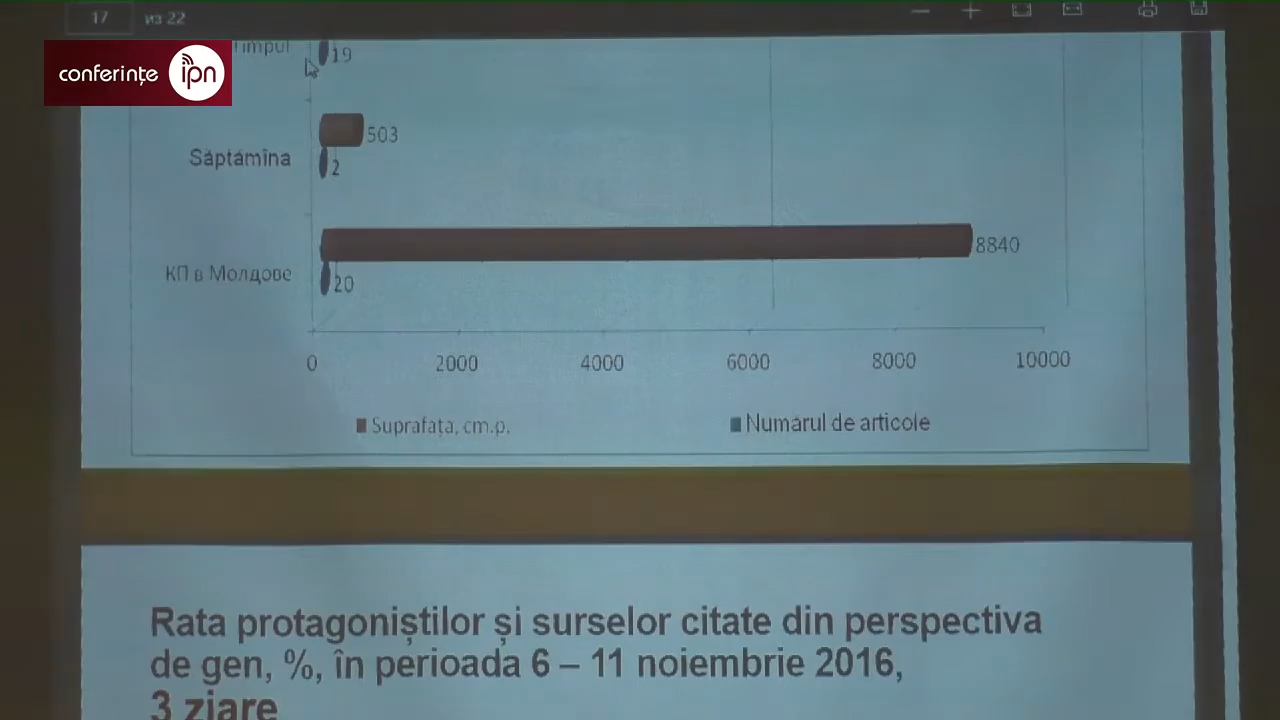 17 из 22
conferințe ipn
Timpul
19
503
Săptămîna
2
8840
КП в Молдове
20
0 2000 4000 6000 8000 10000
Suprafața, cm.p. Numărul de articole
Rata protagoniștilor și surselor citate din perspectiva
de gen, %, în perioada 6 – 11 noiembrie 2016,
3 ziare